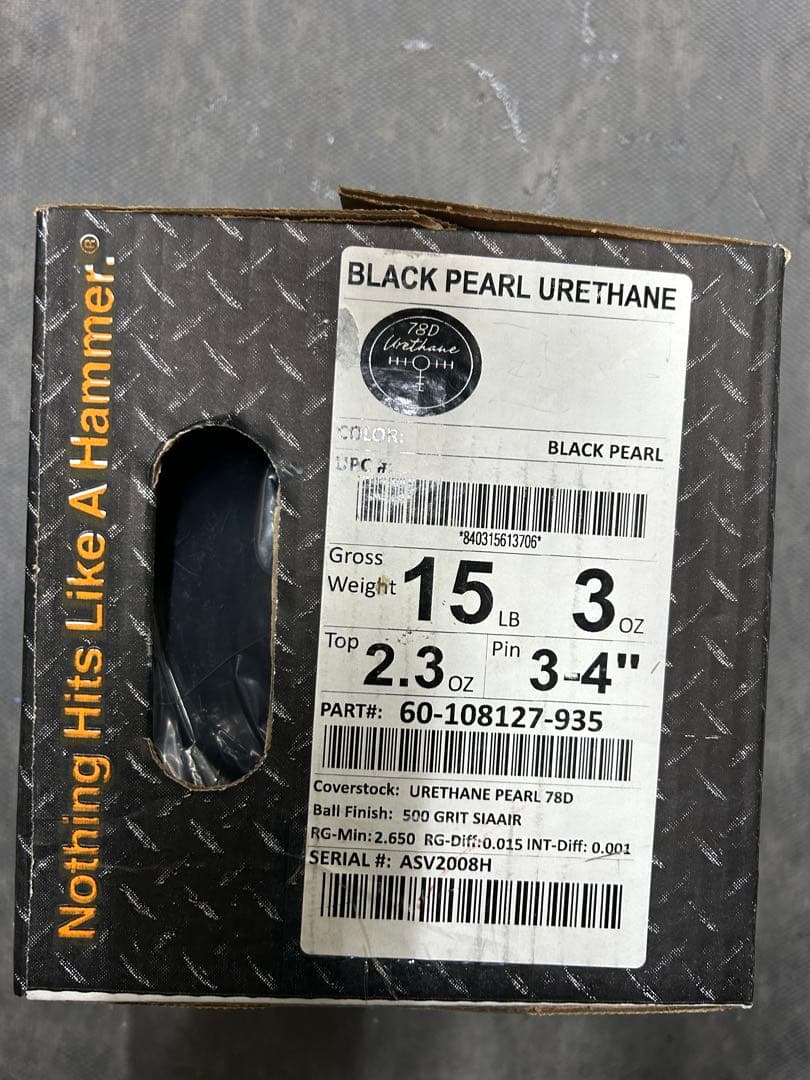 Nothing Hits Like A Hammer.®
BLACK PEARL URETHANE
78D
Urethane
COLOR: BLACK PEARL
UPC #:
*840315613706*
Gross Weight 15 LB 3 OZ
Top 2.3 OZ Pin 3-4"
PART#: 60-108127-935
Coverstock: URETHANE PEARL 78D
Ball Finish: 500 GRIT SIAAIR
RG-Min: 2.650 RG-Diff: 0.015 INT-Diff: 0.001
SERIAL #: ASV2008H